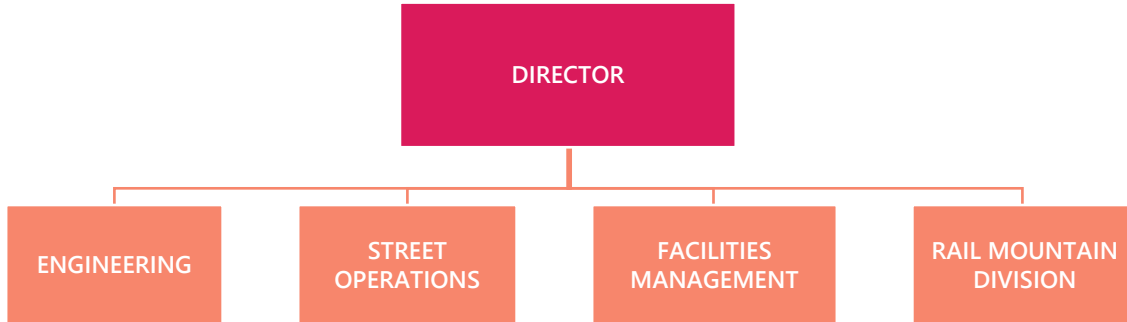 DIRECTOR
ENGINEERING
STREET
OPERATIONS
FACILITIES
MANAGEMENT
RAIL MOUNTAIN
DIVISION